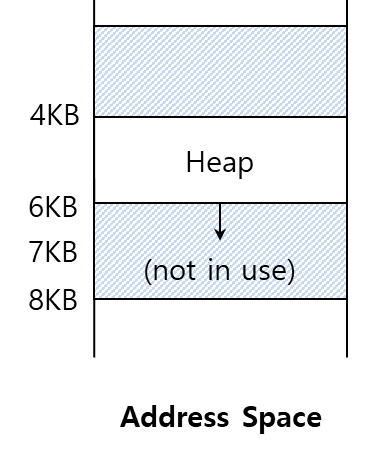 4KB
Heap
6KB
7KB
(not in use)
8KB
Address Space